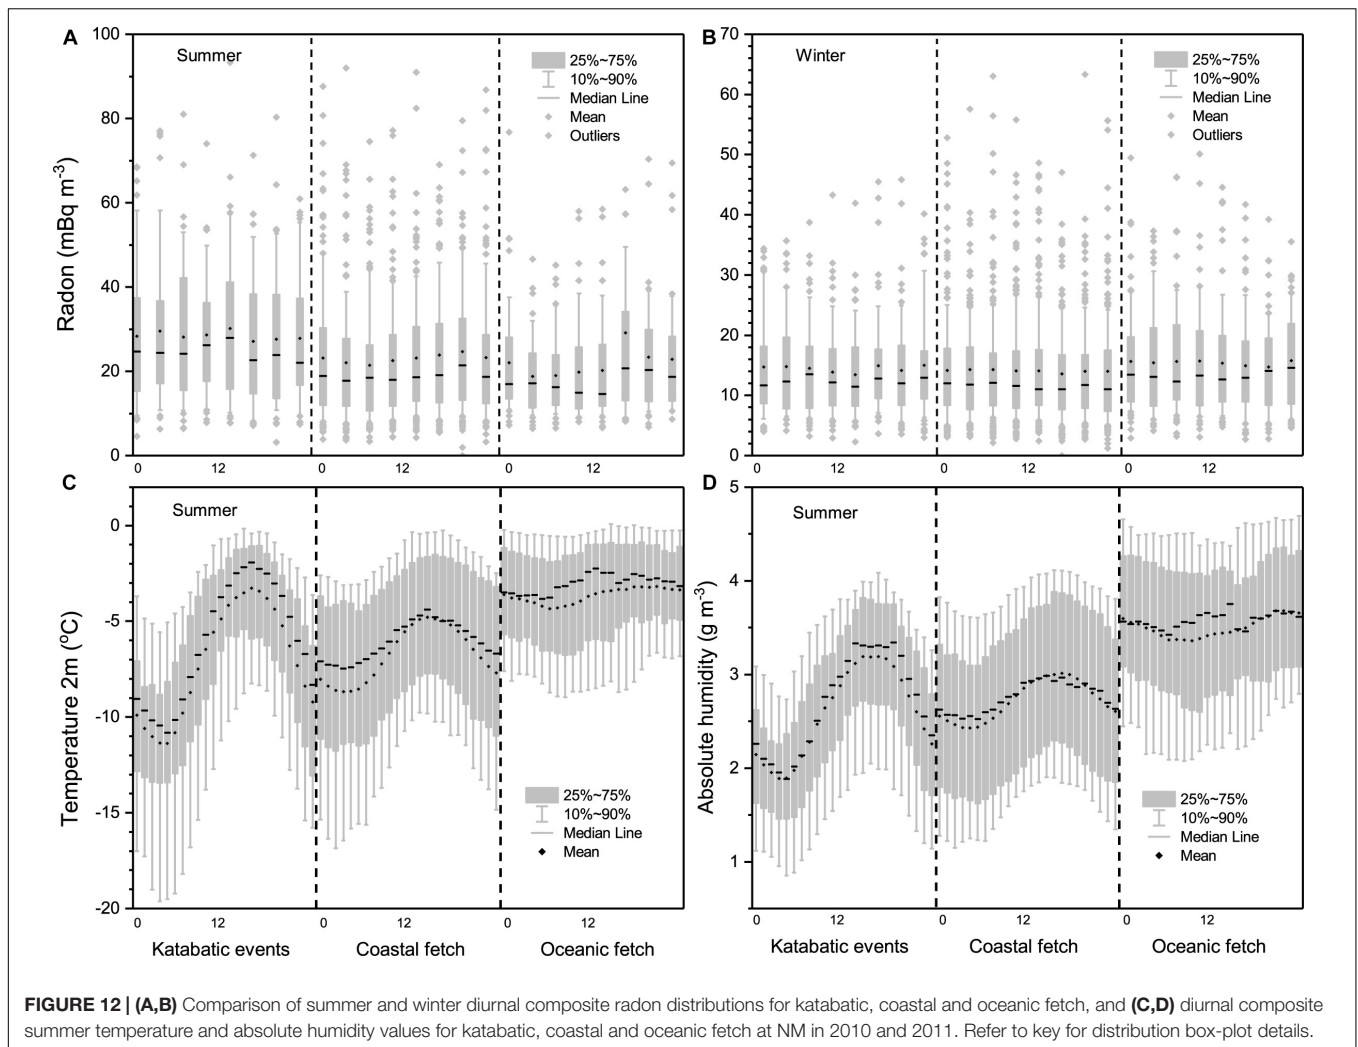 A
100
80
60
40
20
0
Radon (mBq m-3)
Summer
25%~75%
10%~90%
Median Line
Mean
Outliers
0 12 0 12 0 12
B
70
60
50
40
30
20
10
0
Winter
25%~75%
10%~90%
Median Line
Mean
Outliers
0 12 0 12 0 12
C
0
-5
-10
-15
-20
Temperature 2m (oC)
Summer
25%~75%
10%~90%
Median Line
Mean
0 12 0 12 0 12
Katabatic events Coastal fetch Oceanic fetch
D
5
4
3
2
1
Absolute humidity (g m-3)
Summer
25%~75%
10%~90%
Median Line
Mean
0 12 0 12 0 12
Katabatic events Coastal fetch Oceanic fetch
FIGURE 12 | (A,B) Comparison of summer and winter diurnal composite radon distributions for katabatic, coastal and oceanic fetch, and (C,D) diurnal composite
summer temperature and absolute humidity values for katabatic, coastal and oceanic fetch at NM in 2010 and 2011. Refer to key for distribution box-plot details.